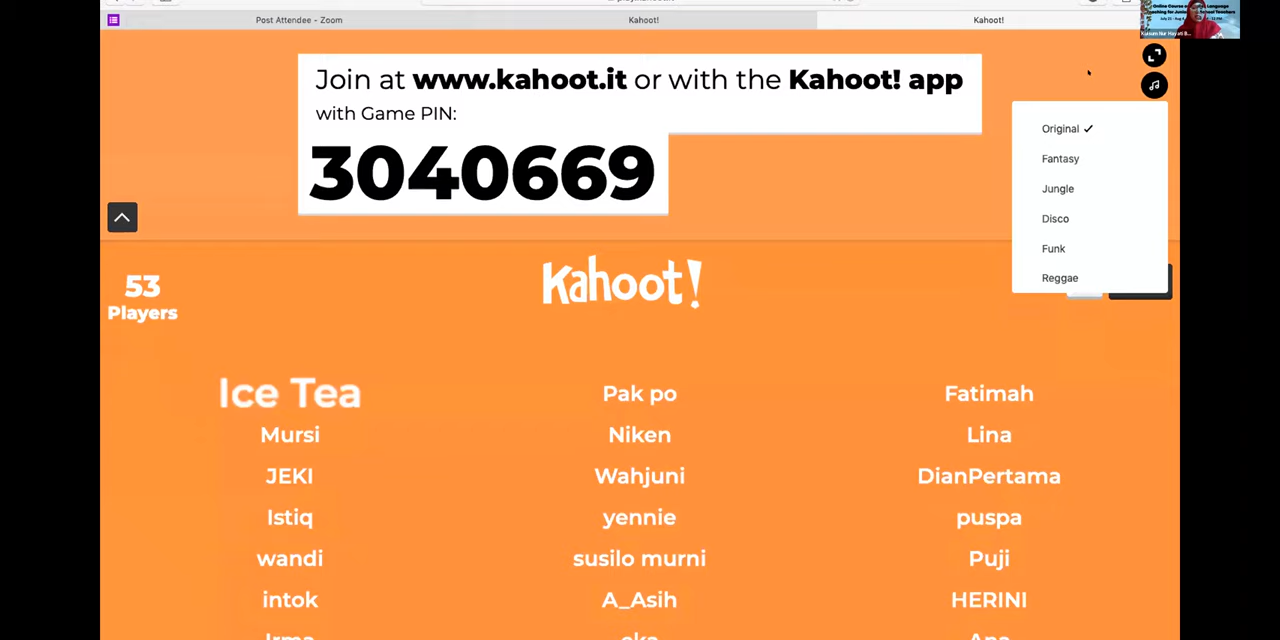 Post Attendee - Zoom
Kahoot!
Kahoot!
Join at www.kahoot.it or with the Kahoot! app
with Game PIN:
3040669
Original
Fantasy
Jungle
Disco
Funk
Reggae
53
Players
Kahoot!
Ice Tea
Pak po
Fatimah
Mursi
Niken
Lina
JEKI
Wahjuni
DianPertama
Istiq
yennie
puspa
wandi
susilo murni
Puji
intok
A_Asih
HERINI